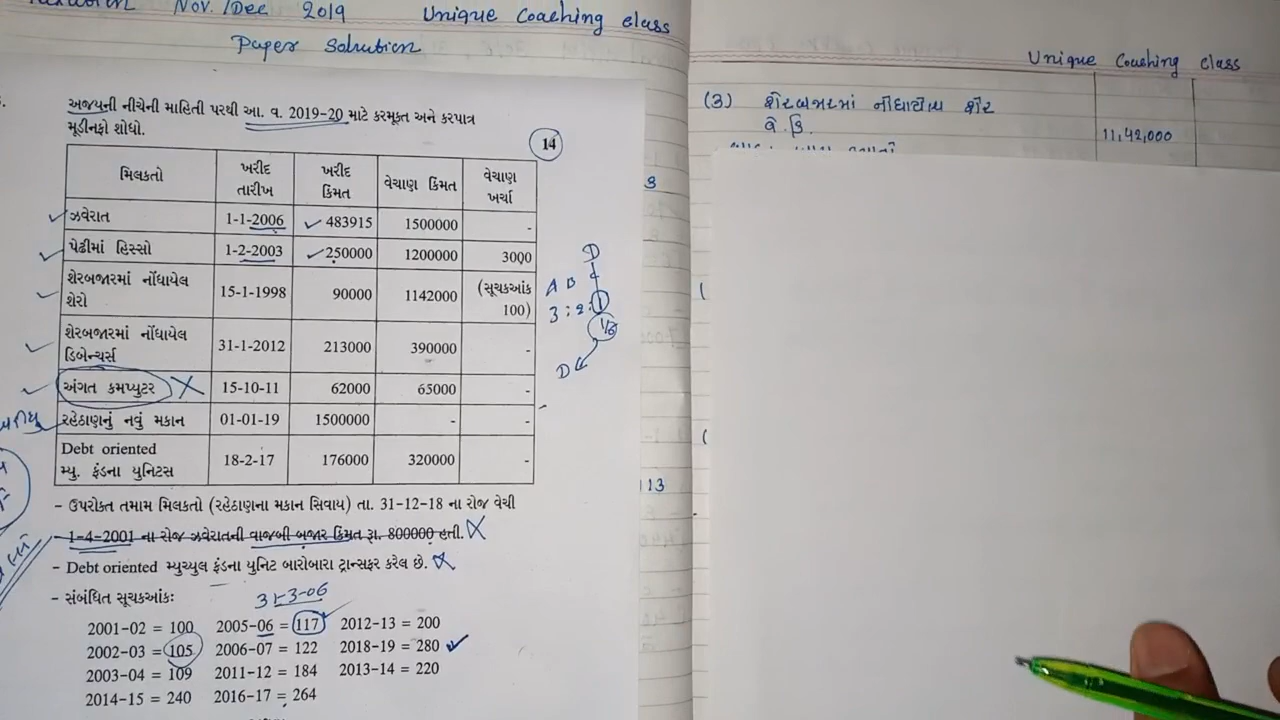 Nov. /Dec 2019 Unique Coaching class
Paper Solution
અજયની નીચેની માહિતી પરથી આ. વ. 2019-20 માટે કરમુક્ત અને કરપાત્ર
મૂડીનફો શોધો.
14
મિલકતો ખરીદ તારીખ ખરીદ કિંમત વેચાણ કિંમત વેચાણ ખર્ચા
ઝવેરાત 1-1-2006 483915 1500000 -
પેઢીમાં હિસ્સો 1-2-2003 250000 1200000 3000
શેરબજારમાં નોંધાયેલ શેરો 15-1-1998 90000 1142000 (સૂચકઆંક 100)
શેરબજારમાં નોંધાયેલ ડિબેન્ચર્સ 31-1-2012 213000 390000 -
અંગત કમ્પ્યુટર 15-10-11 62000 65000 -
રહેઠાણનું નવું મકાન 01-01-19 1500000 - -
Debt oriented મ્યુ. ફંડના યુનિટસ 18-2-17 176000 320000 -
- ઉપરોક્ત તમામ મિલકતો (રહેઠાણના મકાન સિવાય) તા. 31-12-18 ના રોજ વેચી
- 1-4-2001 ના રોજ ઝવેરાતની વાજબી બજાર કિંમત રૂા. 800000 હતી.
- Debt oriented મ્યુચ્યુલ ફંડના યુનિટ બારોબારા ટ્રાન્સફર કરેલ છે.
- સંબંધિત સૂચકઆંકઃ
31-3-06
2001-02 = 100 2005-06 = 117 2012-13 = 200
2002-03 = 105 2006-07 = 122 2018-19 = 280
2003-04 = 109 2011-12 = 184 2013-14 = 220
2014-15 = 240 2016-17 = 264
D
A B
3 : 2 : 1
1/6
D
3
113
Unique Coaching class
(3) શેરબજારમાં નોંધાયેલ શેર
વે. કિં. 11,42,000